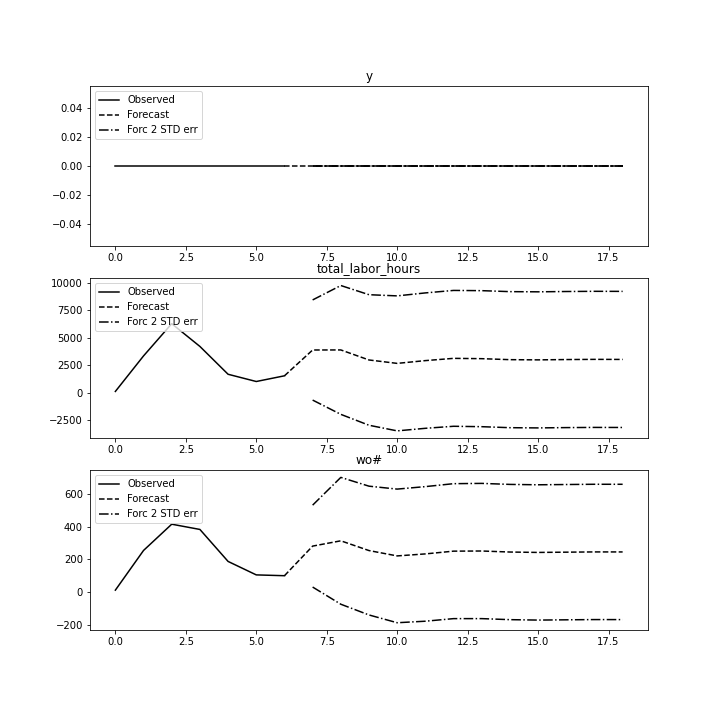 y
Observed
Forecast
Forc 2 STD err
0.04
0.02
0.00
−0.02
−0.04
0.0 2.5 5.0 7.5 10.0 12.5 15.0 17.5
total_labor_hours
Observed
Forecast
Forc 2 STD err
10000
7500
5000
2500
0
−2500
0.0 2.5 5.0 7.5 10.0 12.5 15.0 17.5
wo#
Observed
Forecast
Forc 2 STD err
600
400
200
0
−200
0.0 2.5 5.0 7.5 10.0 12.5 15.0 17.5